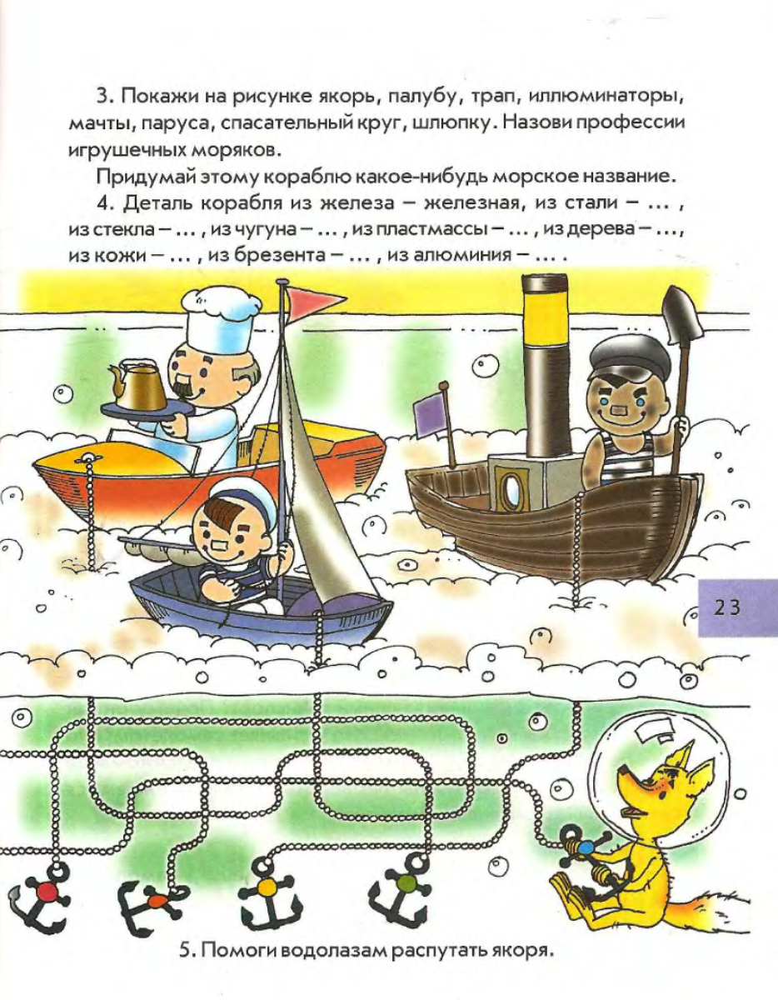 3. Покажи на рисунке якорь, палубу, трап, иллюминаторы,
мачты, паруса, спасательный круг, шлюпку. Назови профессии
игрушечных моряков.
Придумай этому кораблю какое-нибудь морское название.
4. Деталь корабля из железа – железная, из стали – ... ,
из стекла – ... , из чугуна – ... , из пластмассы – ... , из дерева – ...,
из кожи – ... , из брезента – ... , из алюминия – ... .
23
5. Помоги водолазам распутать якоря.